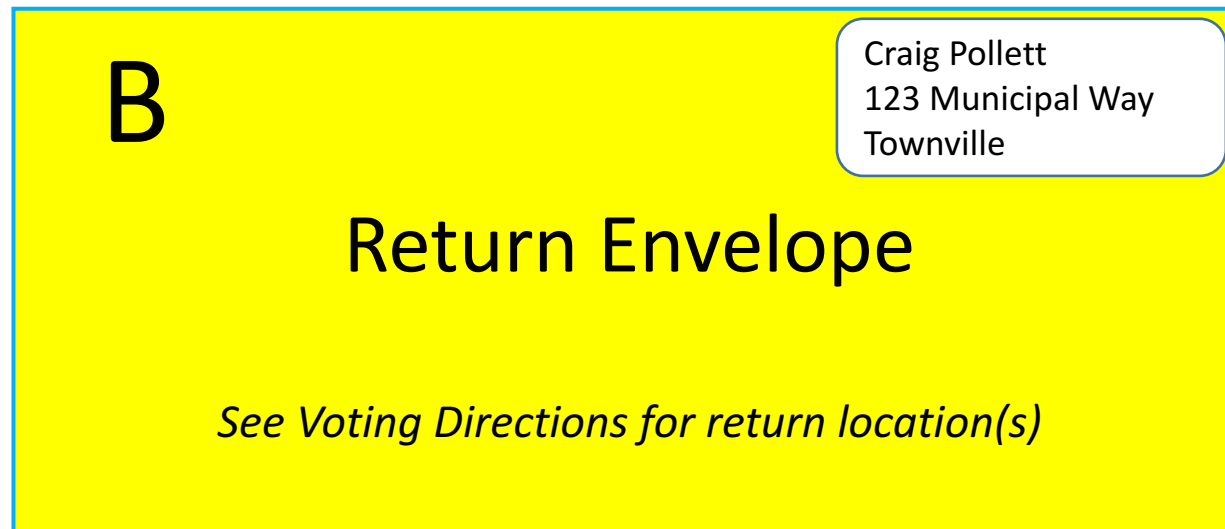 B
Craig Pollett
123 Municipal Way
Townville
Return Envelope
See Voting Directions for return location(s)